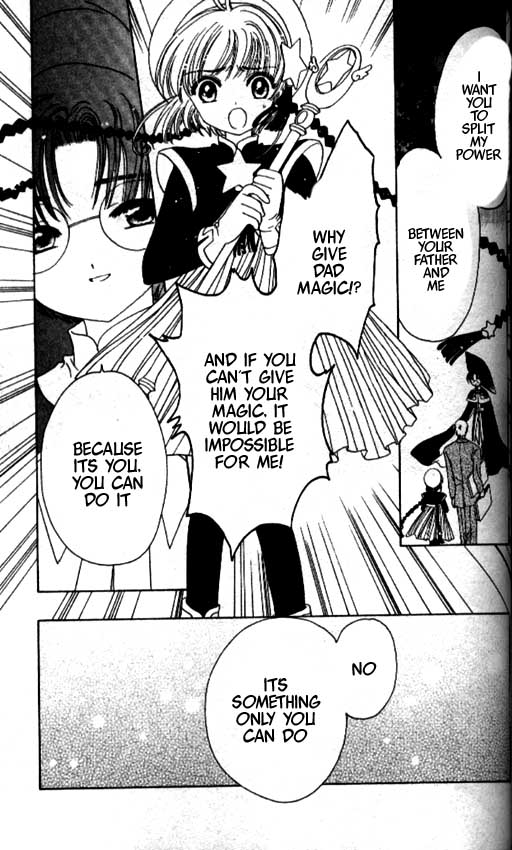 I
WANT
YOU
TO
SPLIT
MY
POWER
BETWEEN
YOUR
FATHER
AND
ME
WHY
GIVE
DAD
MAGIC!?
AND IF YOU
CAN'T GIVE
HIM YOUR
MAGIC. IT
WOULD BE
IMPOSSIBLE
FOR ME!
BECAUSE
ITS YOU.
YOU CAN
DO IT
NO
ITS
SOMETHING
ONLY YOU
CAN DO